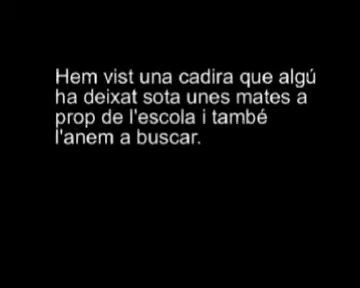 Hem vist una cadira que algú
ha deixat sota unes mates a
prop de l'escola i també
l'anem a buscar.